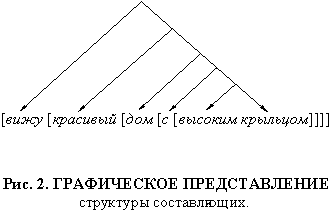 [вижу [красивый [дом [с [высоким крыльцом]]]]
Рис. 2. ГРАФИЧЕСКОЕ ПРЕДСТАВЛЕНИЕ
структуры составляющих.